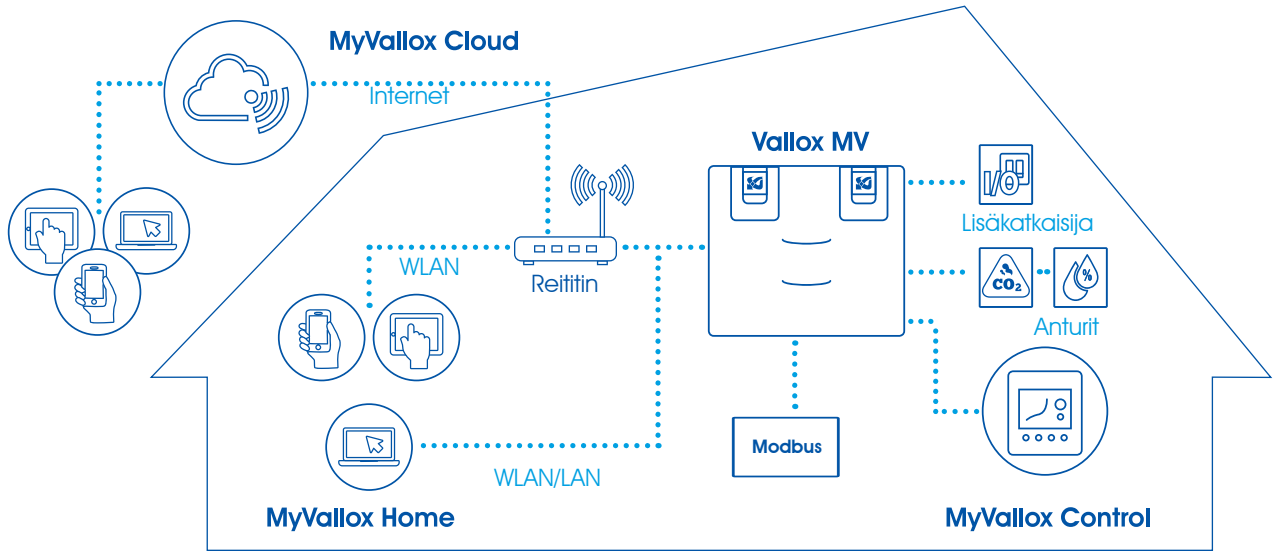 MyVallox Cloud
Internet
Vallox MV
I/O
Lisäkatkaisija
WLAN
Reititin
CO₂
%
Anturit
Modbus
WLAN/LAN
MyVallox Home
MyVallox Control